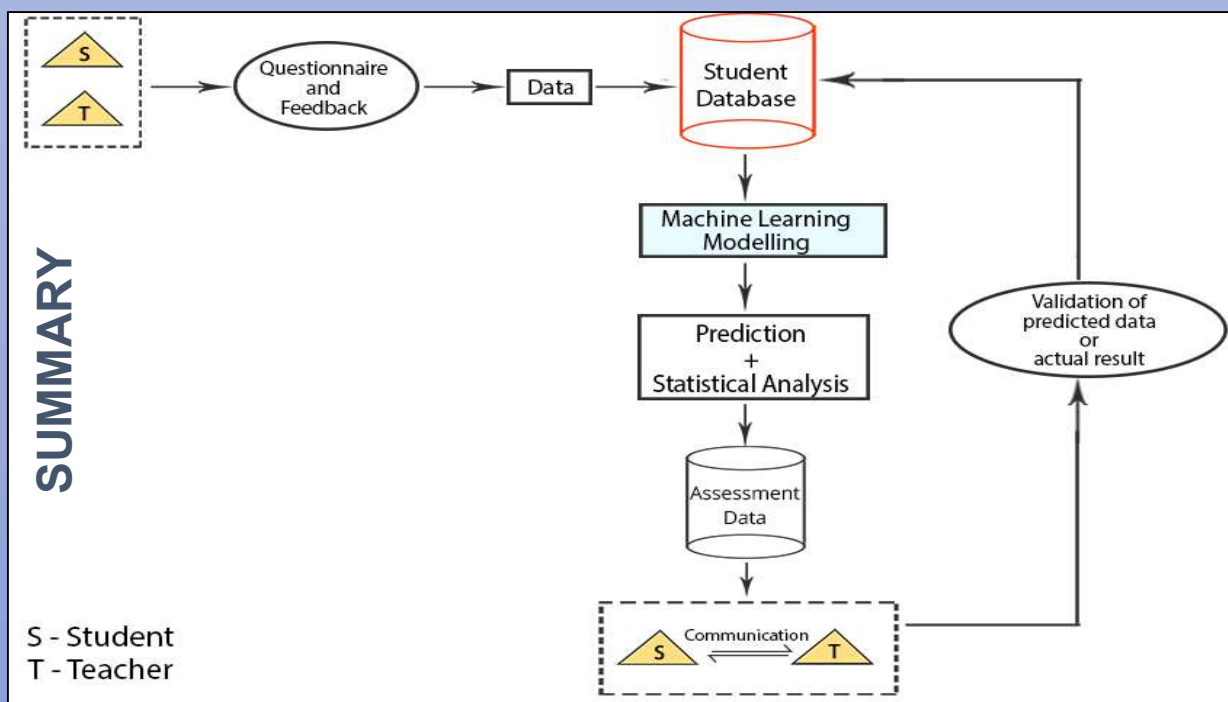 S
T
Questionnaire
and
Feedback
Data
Student
Database
Machine Learning
Modelling
Prediction
+
Statistical Analysis
Assessment
Data
Communication
S
T
Validation of
predicted data
or
actual result
SUMMARY
S - Student
T - Teacher